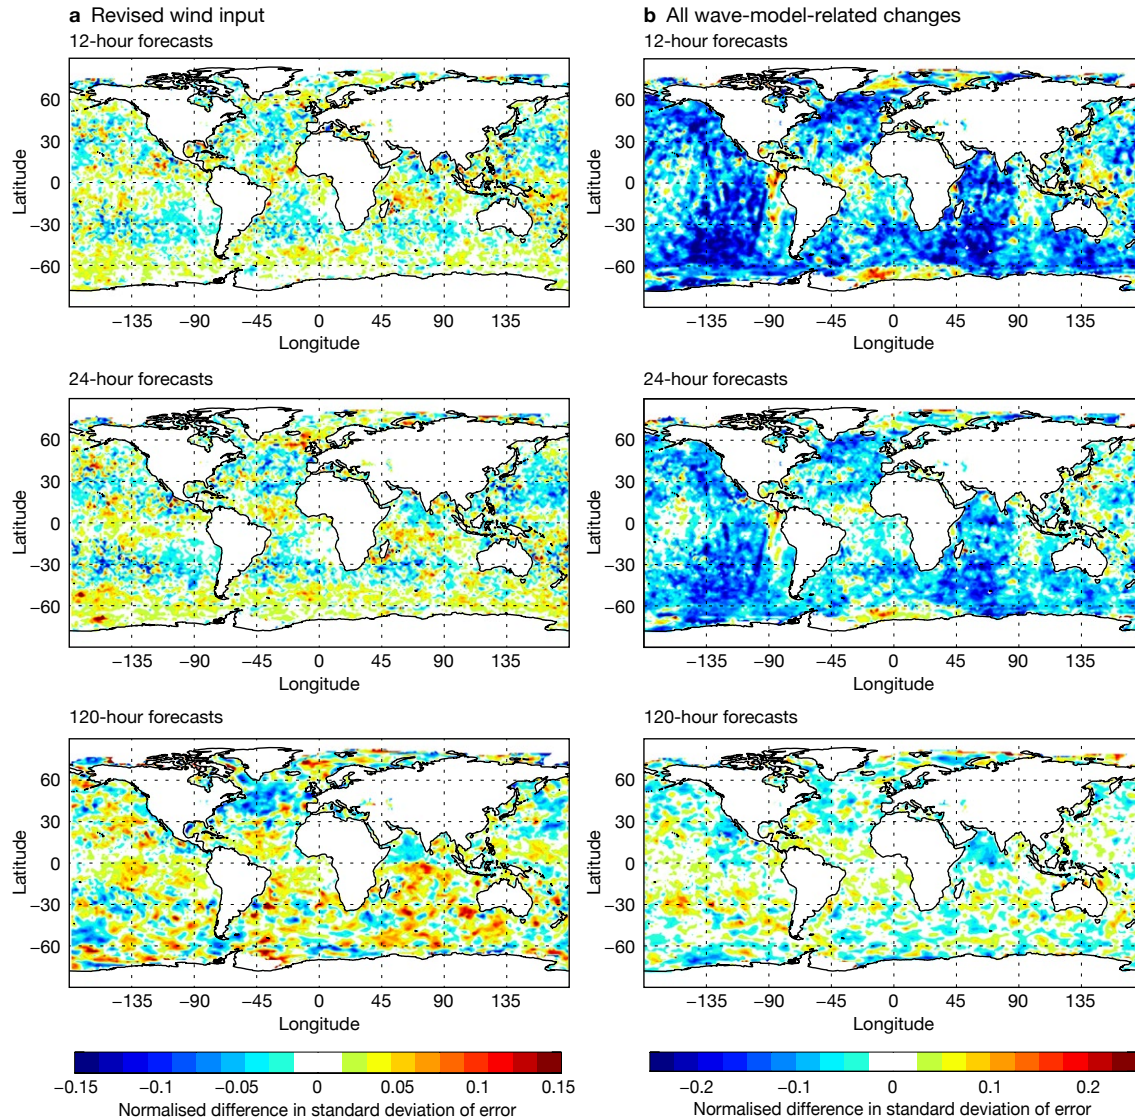 a Revised wind input
12-hour forecasts
60
30
0
−30
−60
Latitude
−135 −90 −45 0 45 90 135
Longitude
24-hour forecasts
60
30
0
−30
−60
Latitude
−135 −90 −45 0 45 90 135
Longitude
120-hour forecasts
60
30
0
−30
−60
Latitude
−135 −90 −45 0 45 90 135
Longitude
−0.15 −0.1 −0.05 0 0.05 0.1 0.15
Normalised difference in standard deviation of error
b All wave-model-related changes
12-hour forecasts
60
30
0
−30
−60
Latitude
−135 −90 −45 0 45 90 135
Longitude
24-hour forecasts
60
30
0
−30
−60
Latitude
−135 −90 −45 0 45 90 135
Longitude
120-hour forecasts
60
30
0
−30
−60
Latitude
−135 −90 −45 0 45 90 135
Longitude
−0.2 −0.1 0 0.1 0.2
Normalised difference in standard deviation of error